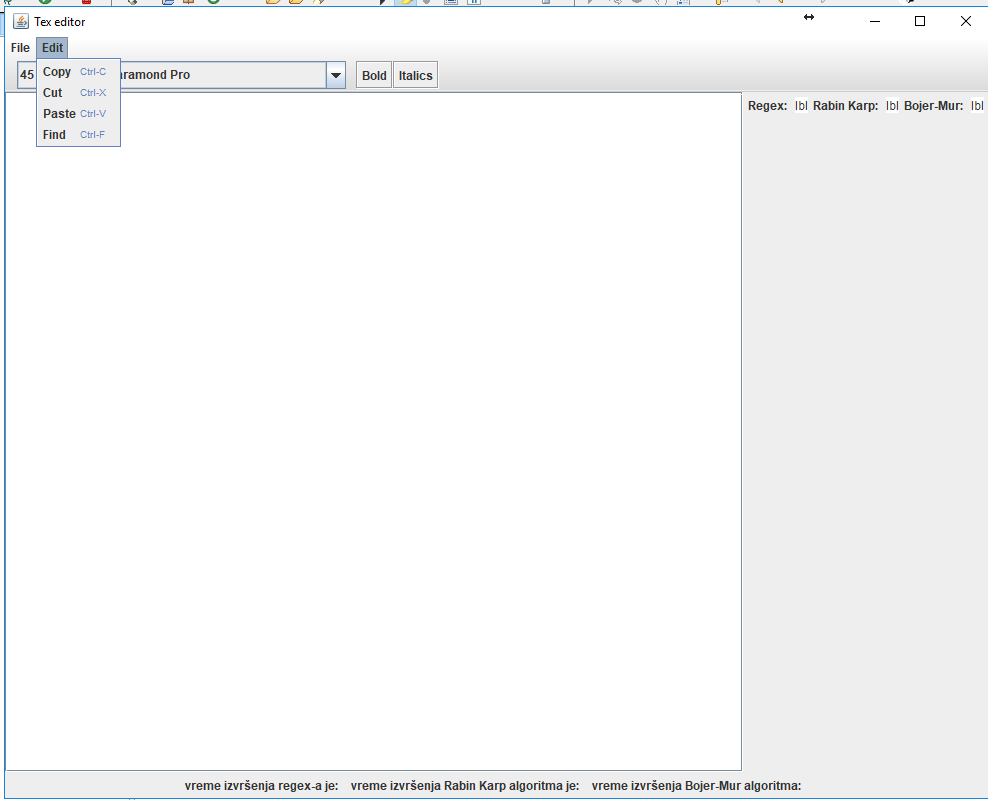 Tex editor
File Edit
45 aramond Pro Bold Italics
Copy Ctrl-C
Cut Ctrl-X
Paste Ctrl-V
Find Ctrl-F
Regex: lbl Rabin Karp: lbl Bojer-Mur: lbl
vreme izvršenja regex-a je: vreme izvršenja Rabin Karp algoritma je: vreme izvršenja Bojer-Mur algoritma: